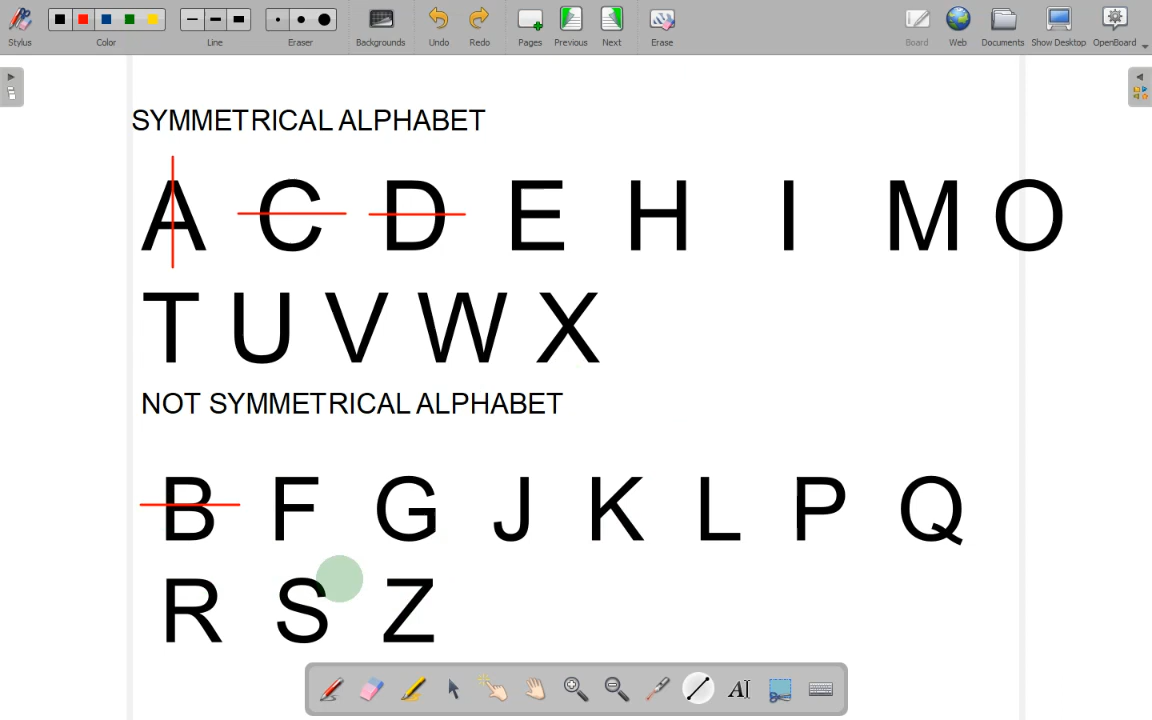 Stylus
Color
Line
Eraser
Backgrounds
Undo
Redo
Pages
Previous
Next
Erase
Board
Web
Documents
Show Desktop
OpenBoard
SYMMETRICAL ALPHABET
A C D E H I M O
T U V W X
NOT SYMMETRICAL ALPHABET
B F G J K L P Q
R S Z
AI